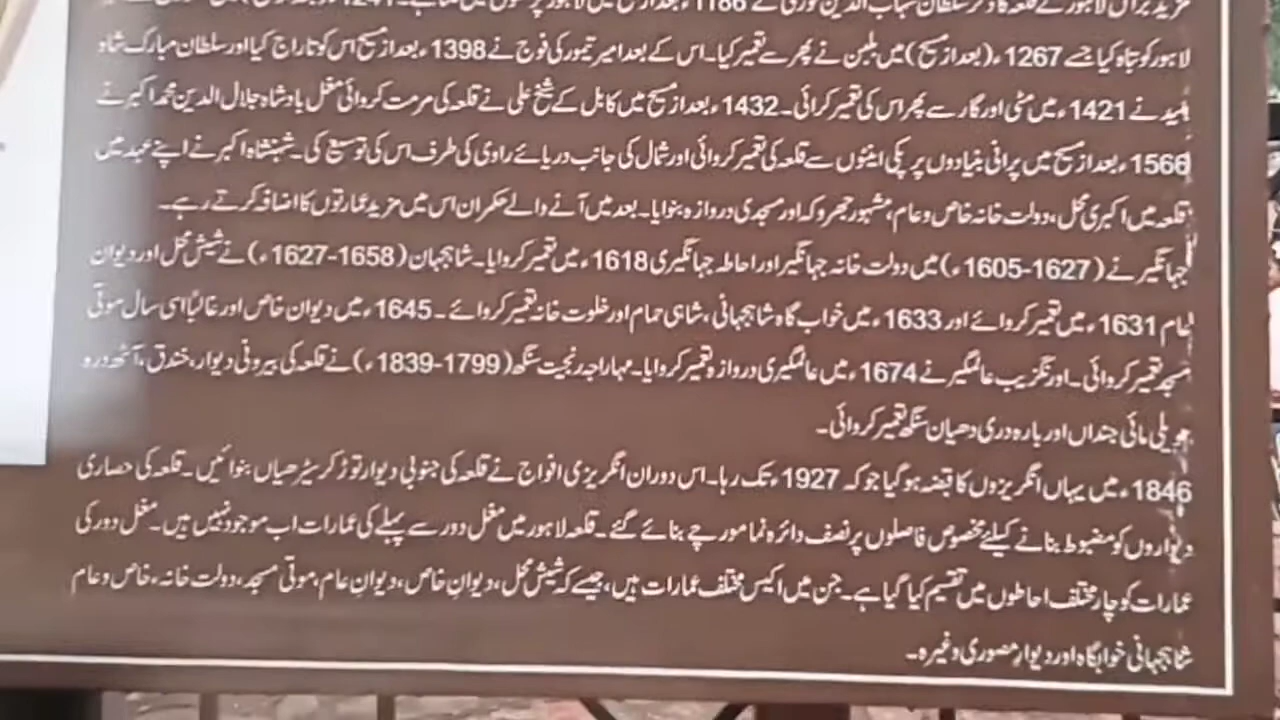 مزید براں لاہور کے قلعہ کا ذکر سلطان شہاب الدین غوری کے 1186ء بعد از مسیح میں لاہور پر
لاہور کو تباہ کیا جسے 1267ء (بعد از مسیح) میں بلبن نے پھر سے تعمیر کیا۔ اس کے بعد امیر تیمور کی فوج نے 1398ء بعد از مسیح اس کو تاراج کیا اور سلطان مبارک شاہ
سید نے 1421ء میں مٹی اور گار سے پھر اس کی تعمیر کرائی۔ 1432ء بعد از مسیح میں کابل کے شیخ علی نے قلعہ کی مرمت کروائی مغل بادشاہ جلال الدین محمد اکبر نے
1566ء بعد از مسیح میں پرانی بنیادوں پر پکی اینٹوں سے قلعہ کی تعمیر کروائی اور شمال کی جانب دریائے راوی کی طرف اس کی توسیع کی۔ شہنشاہ اکبر نے اپنے عہد میں
قلعہ میں اکبری محل، دولت خانہ خاص و عام، مشہور جھروکہ اور مسجدی دروازہ بنوایا۔ بعد میں آنے والے حکمران اس میں مزید عمارتوں کا اضافہ کرتے رہے۔
جہانگیر نے (1605-1627ء) میں دولت خانہ جہانگیر اور احاطہ جہانگیری 1618ء میں تعمیر کروایا۔ شاہجہان (1627-1658ء) نے شیش محل اور دیوان
عام 1631ء میں تعمیر کروائے اور 1633ء میں خواب گاہ شاہجہانی، شاہی حمام اور خلوت خانہ تعمیر کروائے۔ 1645ء میں دیوان خاص اور غالباً اسی سال موتی
مسجد تعمیر کروائی۔ اورنگزیب عالمگیر نے 1674ء میں عالمگیری دروازہ تعمیر کروایا۔ مہاراجہ رنجیت سنگھ (1799-1839ء) نے قلعہ کی بیرونی دیوار، خندق، آٹھ درہ
حویلی مائی جنداں اور بارہ دری دھیان سنگھ تعمیر کروائی۔
1846ء میں یہاں انگریزوں کا قبضہ ہو گیا جو کہ 1927ء تک رہا۔ اس دوران انگریزی افواج نے قلعہ کی جنوبی دیوار توڑ کر سیڑھیاں بنوائیں۔ قلعہ کی حصاری
دیواروں کو مضبوط بنانے کیلئے مخصوص فاصلوں پر نصف دائرہ نما مورچے بنائے گئے۔ قلعہ لاہور میں مغل دور سے پہلے کی عمارات اب موجود نہیں ہیں۔ مغل دور کی
عمارات کو چار مختلف احاطوں میں تقسیم کیا گیا ہے۔ جن میں اکیس مختلف عمارات ہیں، جیسے کہ شیش محل، دیوانِ خاص، دیوانِ عام، موتی مسجد، دولت خانہ، خاص و عام
شاہجہانی خوابگاہ اور دیوارِ مصوری وغیرہ۔